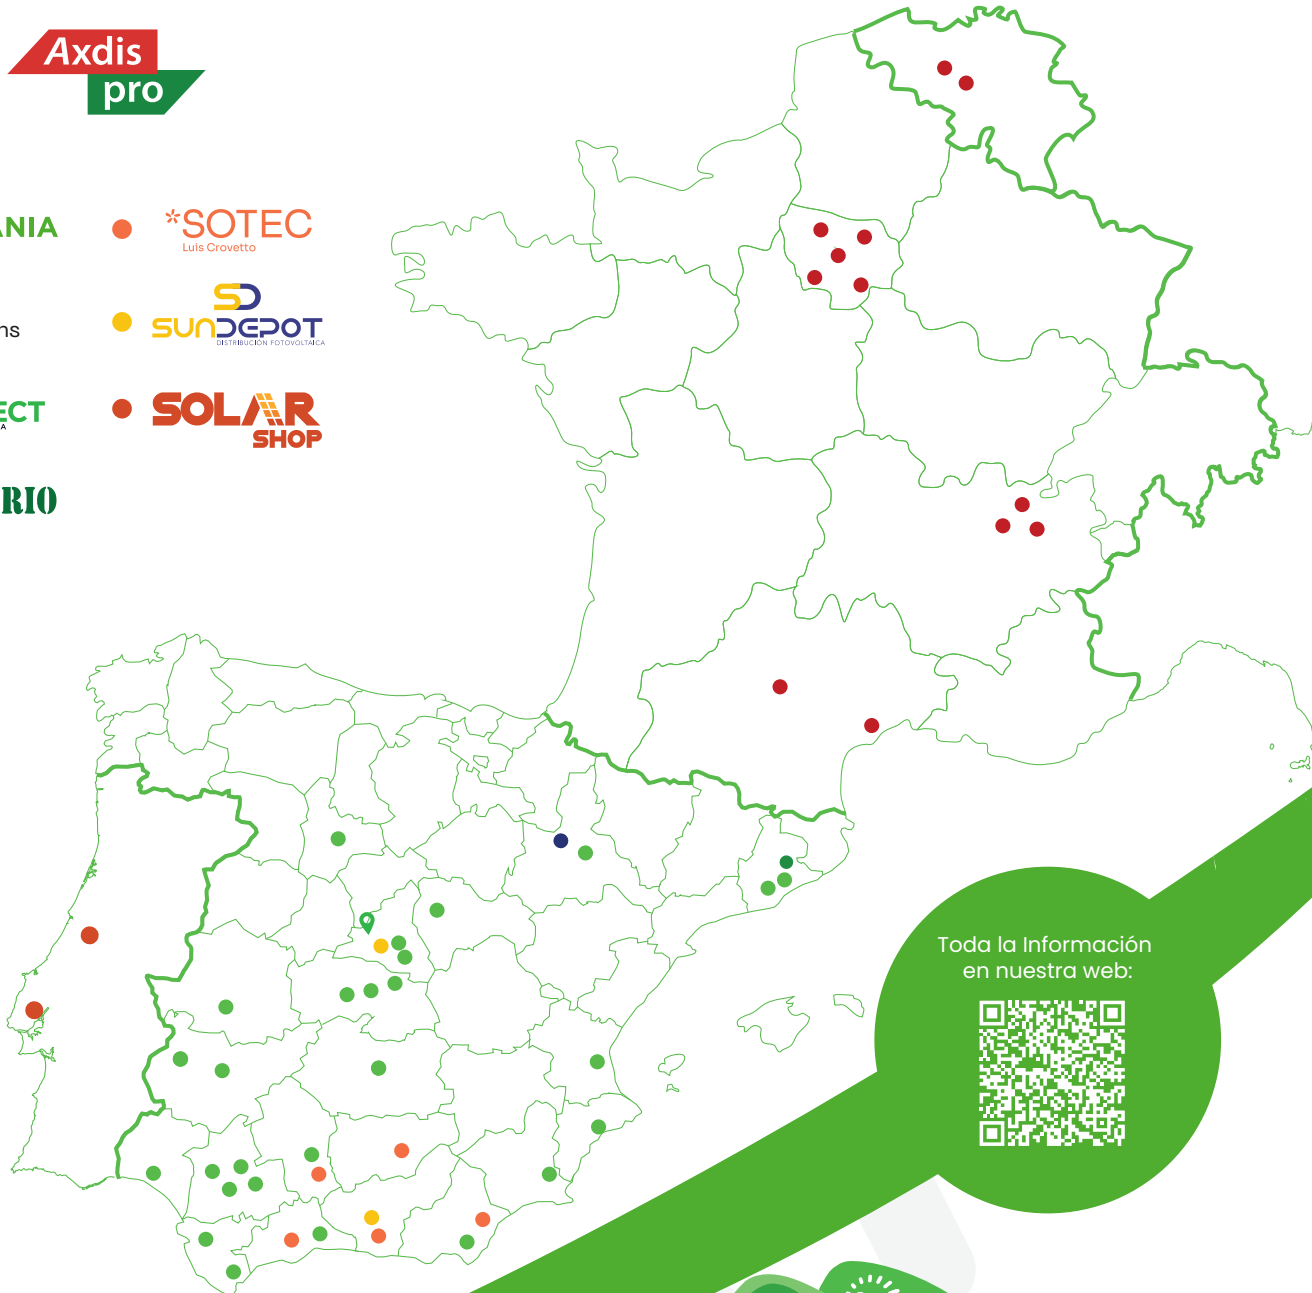 Axdis
pro
ANIA
SOTEC
Luis Crovetto
ns
SD
SUNDEPOT
DISTRIBUCIÓN FOTOVOLTAICA
ECT
A
SOLAR
SHOP
RIO
Toda la Información
en nuestra web: